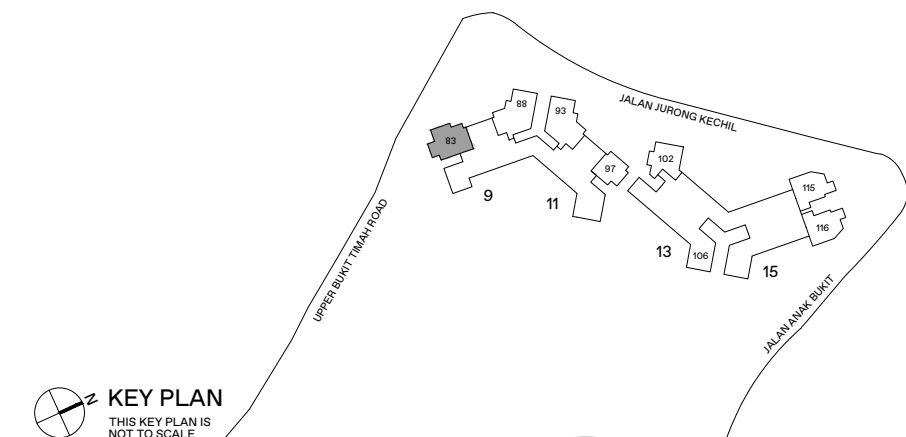 JALAN JURONG KECHIL
88
93
83
102
97
115
9
11
116
13
106
15
UPPER BUKIT TIMAH ROAD
JALAN ANAK BUKIT
N
KEY PLAN
THIS KEY PLAN IS
NOT TO SCALE